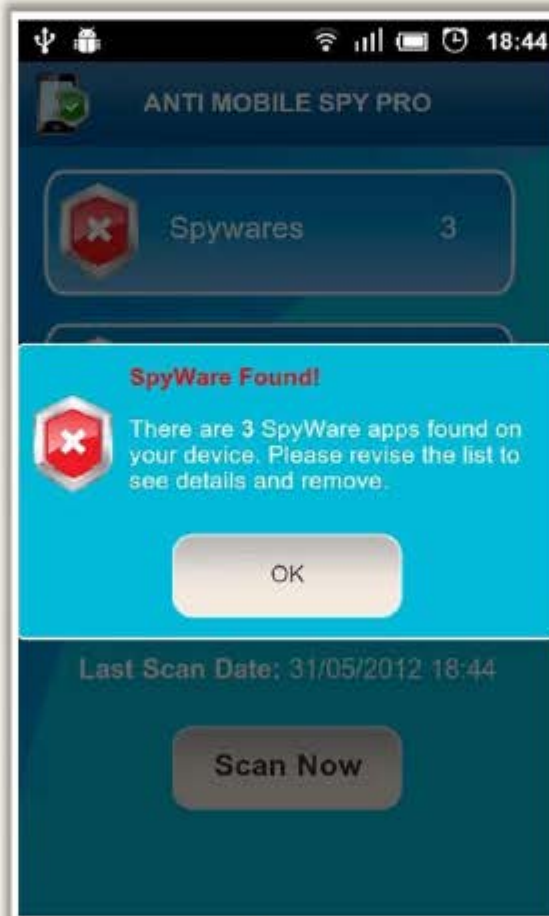 18:44
ANTI MOBILE SPY PRO
Spywares 3
SpyWare Found!
There are 3 SpyWare apps found on
your device. Please revise the list to
see details and remove.
OK
Last Scan Date: 31/05/2012 18:44
Scan Now